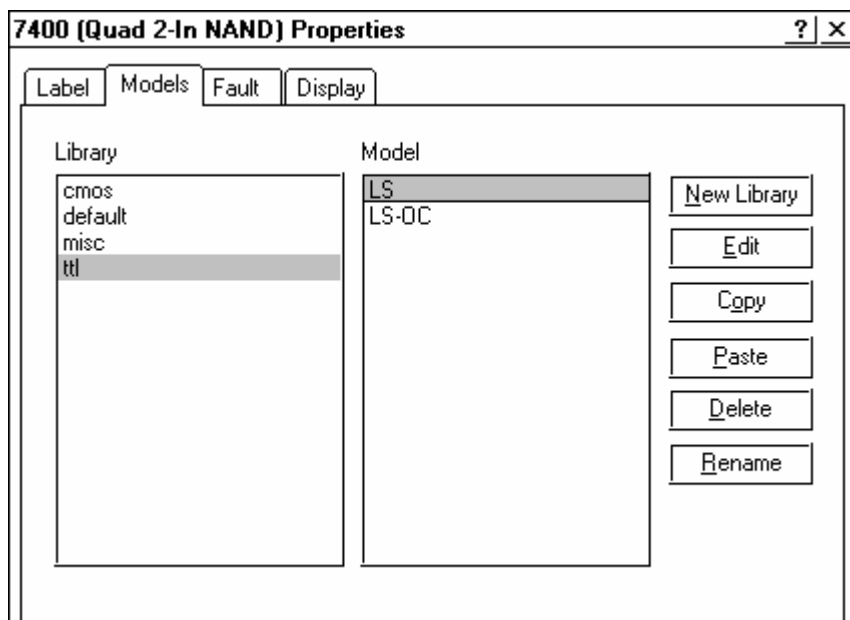 7400 (Quad 2-In NAND) Properties ? ×
Label Models Fault Display
Library
cmos
default
misc
ttl
Model
LS
LS-OC
New Library
Edit
Copy
Paste
Delete
Rename